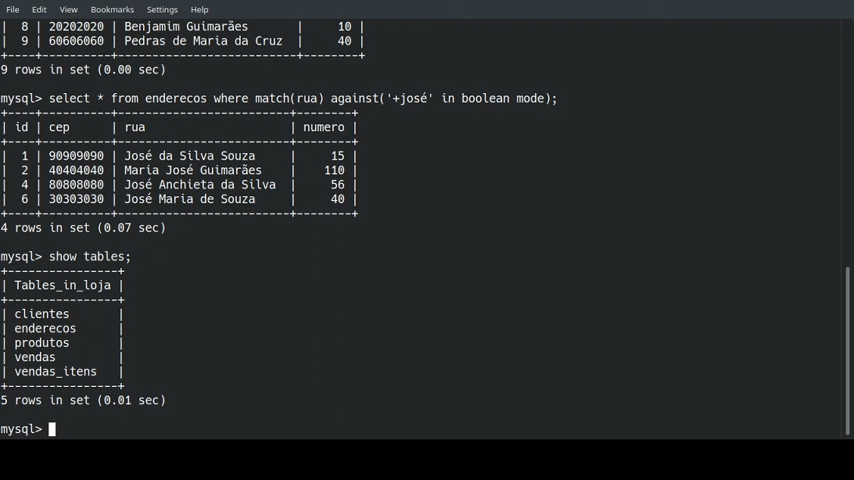 File Edit View Bookmarks Settings Help
|  8 | 20202020 | Benjamim Guimarães       |     10 |
|  9 | 60606060 | Pedras de Maria da Cruz  |     40 |
+----+----------+--------------------------+--------+
9 rows in set (0.00 sec)
mysql> select * from enderecos where match(rua) against('+josé' in boolean mode);
+----+----------+-------------------------+--------+
| id | cep      | rua                     | numero |
+----+----------+-------------------------+--------+
|  1 | 90909090 | José da Silva Souza     |     15 |
|  2 | 40404040 | Maria José Guimarães    |    110 |
|  4 | 80808080 | José Anchieta da Silva  |     56 |
|  6 | 30303030 | José Maria de Souza     |     40 |
+----+----------+-------------------------+--------+
4 rows in set (0.07 sec)
mysql> show tables;
+----------------+
| Tables_in_loja |
+----------------+
| clientes       |
| enderecos      |
| produtos       |
| vendas         |
| vendas_itens   |
+----------------+
5 rows in set (0.01 sec)
mysql>